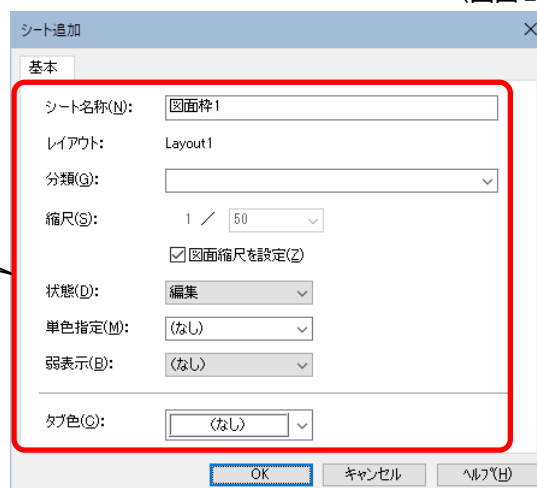 シート追加
基本
シート名称(N): 図面枠1
レイアウト: Layout1
分類(G):
縮尺(S): 1 / 50
図面縮尺を設定(Z)
状態(D): 編集
単色指定(M): (なし)
弱表示(B): (なし)
タブ色(C): (なし)
OK キャンセル ヘルプ(H)